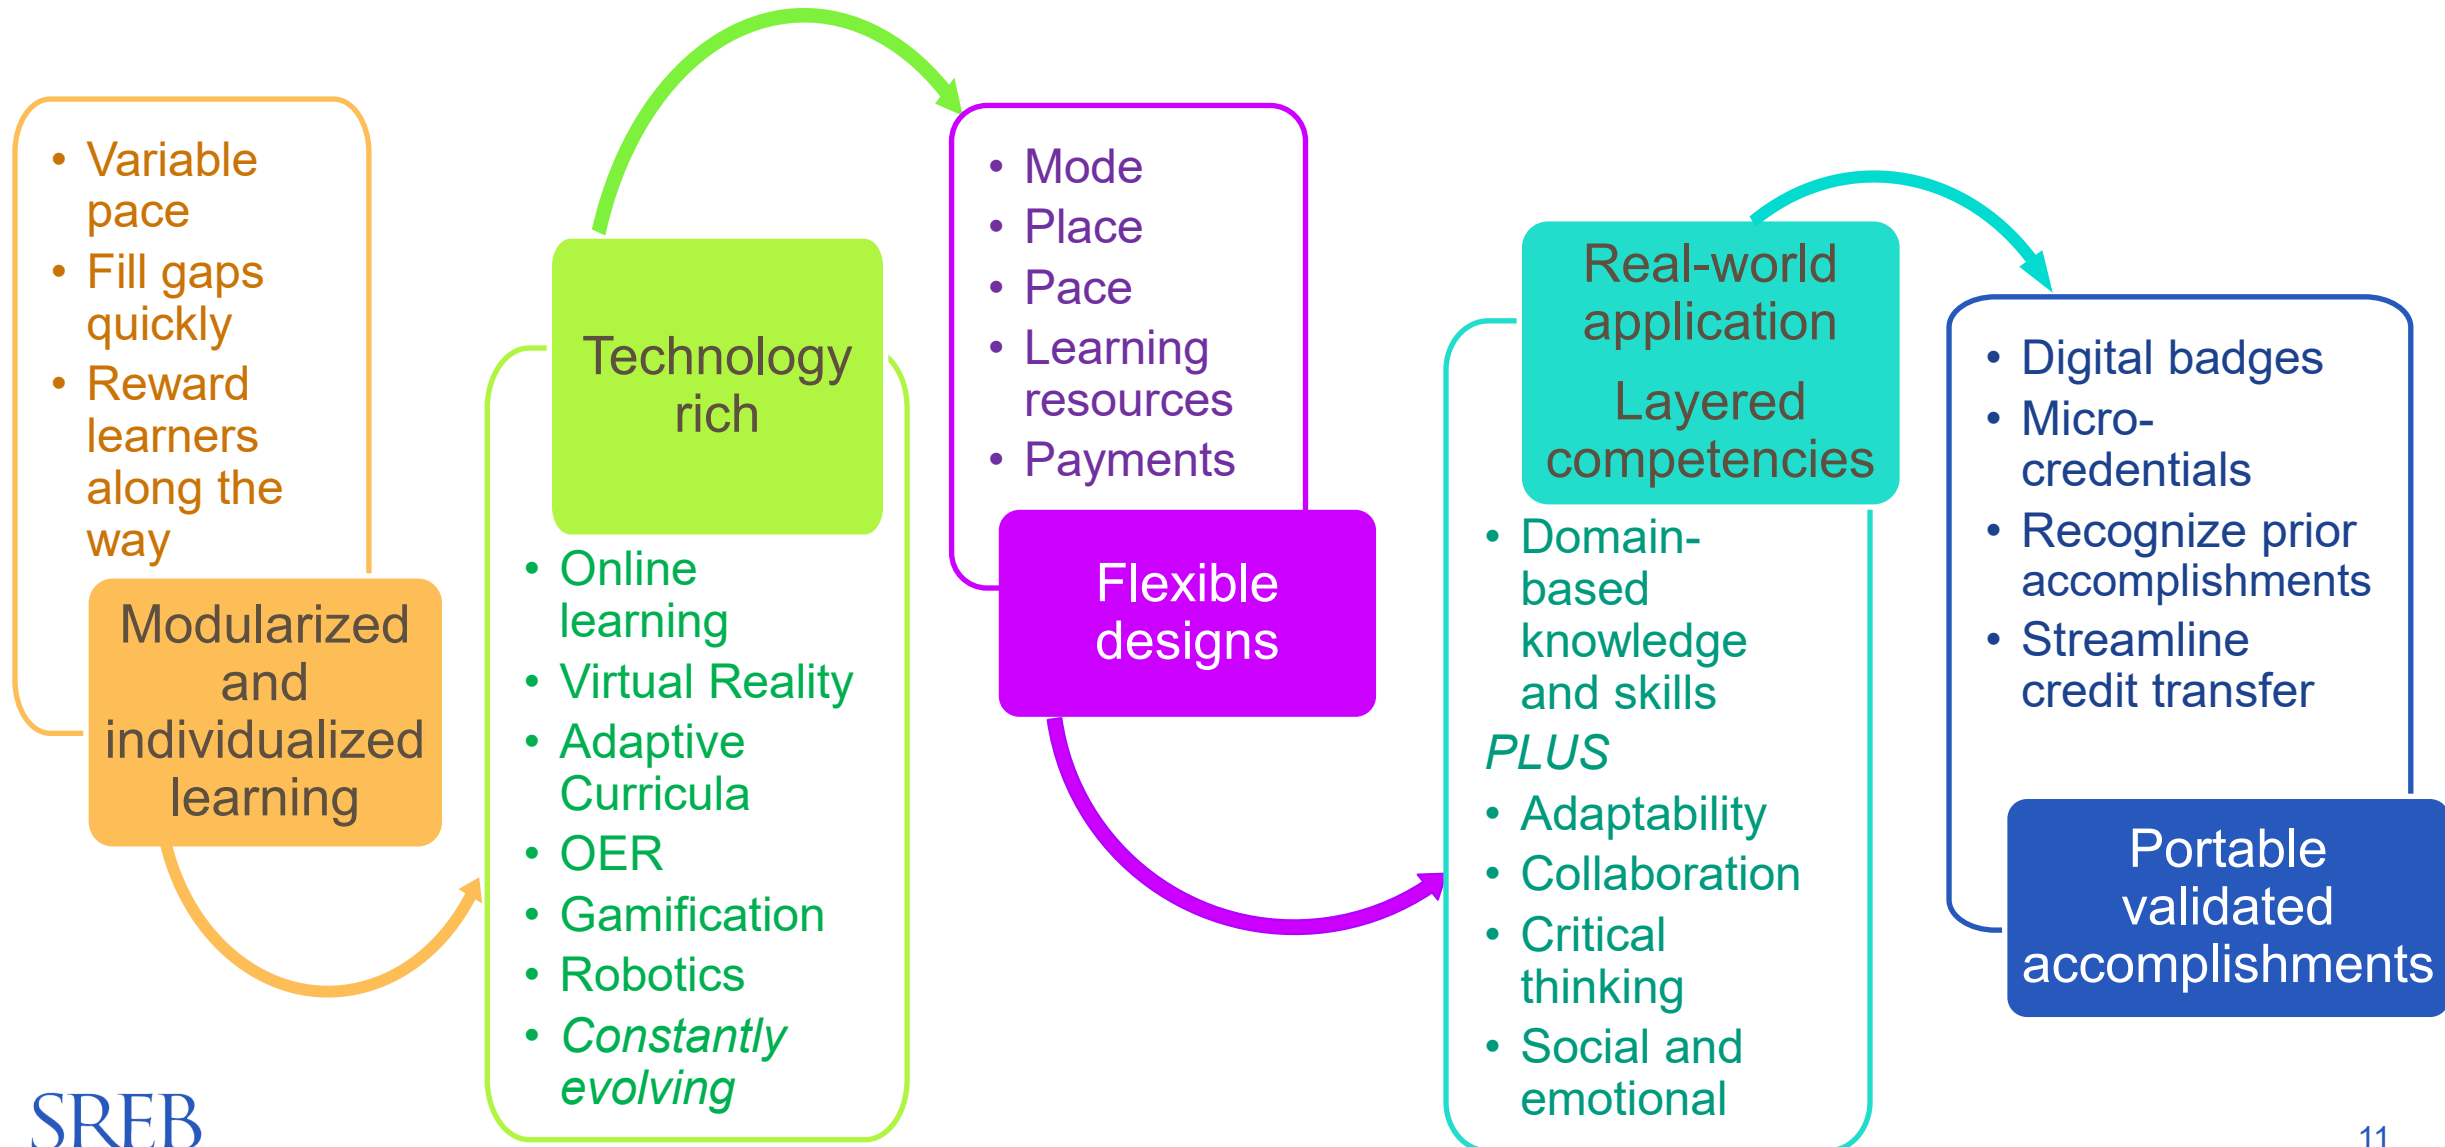 • Variable
pace
• Fill gaps
quickly
• Reward
learners
along the
way
Modularized
and
individualized
learning
Technology
rich
• Online
learning
• Virtual Reality
• Adaptive
Curricula
• OER
• Gamification
• Robotics
• Constantly
evolving
• Mode
• Place
• Pace
• Learning
resources
• Payments
Flexible
designs
Real-world
application
Layered
competencies
• Domain-
based
knowledge
and skills
PLUS
• Adaptability
• Collaboration
• Critical
thinking
• Social and
emotional
• Digital badges
• Micro-
credentials
• Recognize prior
accomplishments
• Streamline
credit transfer
Portable
validated
accomplishments
SREB
11